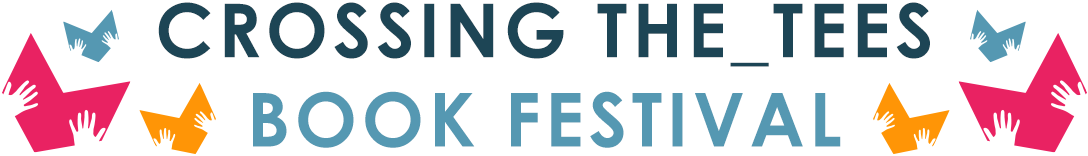 CROSSING THE_TEES
BOOK FESTIVAL